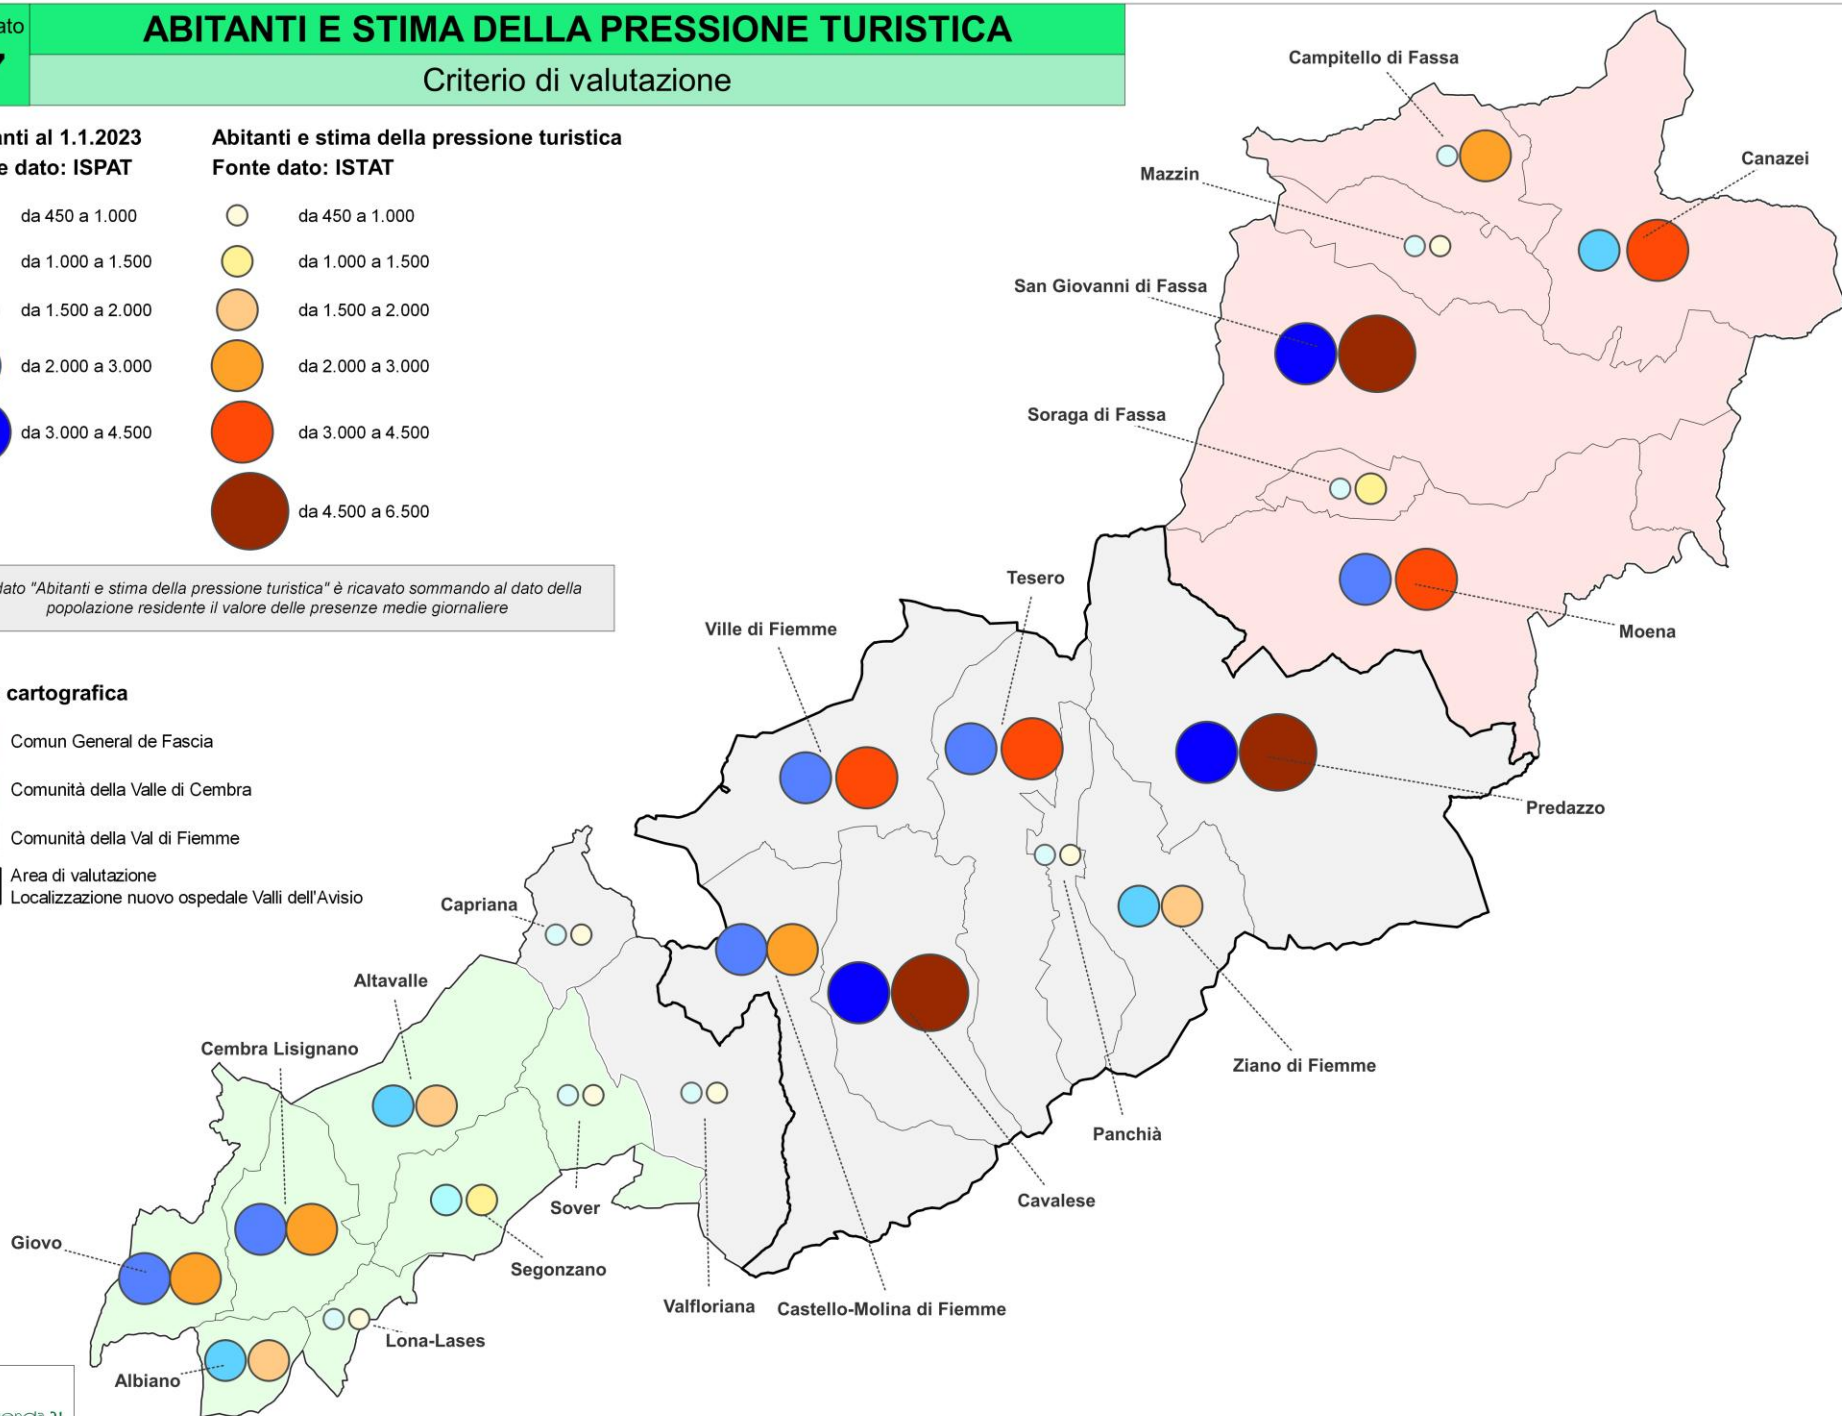 ato
7
ABITANTI E STIMA DELLA PRESSIONE TURISTICA
Criterio di valutazione
anti al 1.1.2023
e dato: ISPAT
da 450 a 1.000
da 1.000 a 1.500
da 1.500 a 2.000
da 2.000 a 3.000
da 3.000 a 4.500
Abitanti e stima della pressione turistica
Fonte dato: ISTAT
da 450 a 1.000
da 1.000 a 1.500
da 1.500 a 2.000
da 2.000 a 3.000
da 3.000 a 4.500
da 4.500 a 6.500
dato "Abitanti e stima della pressione turistica" è ricavato sommando al dato della
popolazione residente il valore delle presenze medie giornaliere
cartografica
Comun General de Fascia
Comunità della Valle di Cembra
Comunità della Val di Fiemme
Area di valutazione
Localizzazione nuovo ospedale Valli dell'Avisio
Campitello di Fassa
Canazei
Mazzin
San Giovanni di Fassa
Soraga di Fassa
Moena
Tesero
Ville di Fiemme
Predazzo
Capriana
Altavalle
Cembra Lisignano
Ziano di Fiemme
Panchià
Cavalese
Sover
Giovo
Segonzano
Valfloriana
Castello-Molina di Fiemme
Lona-Lases
Albiano